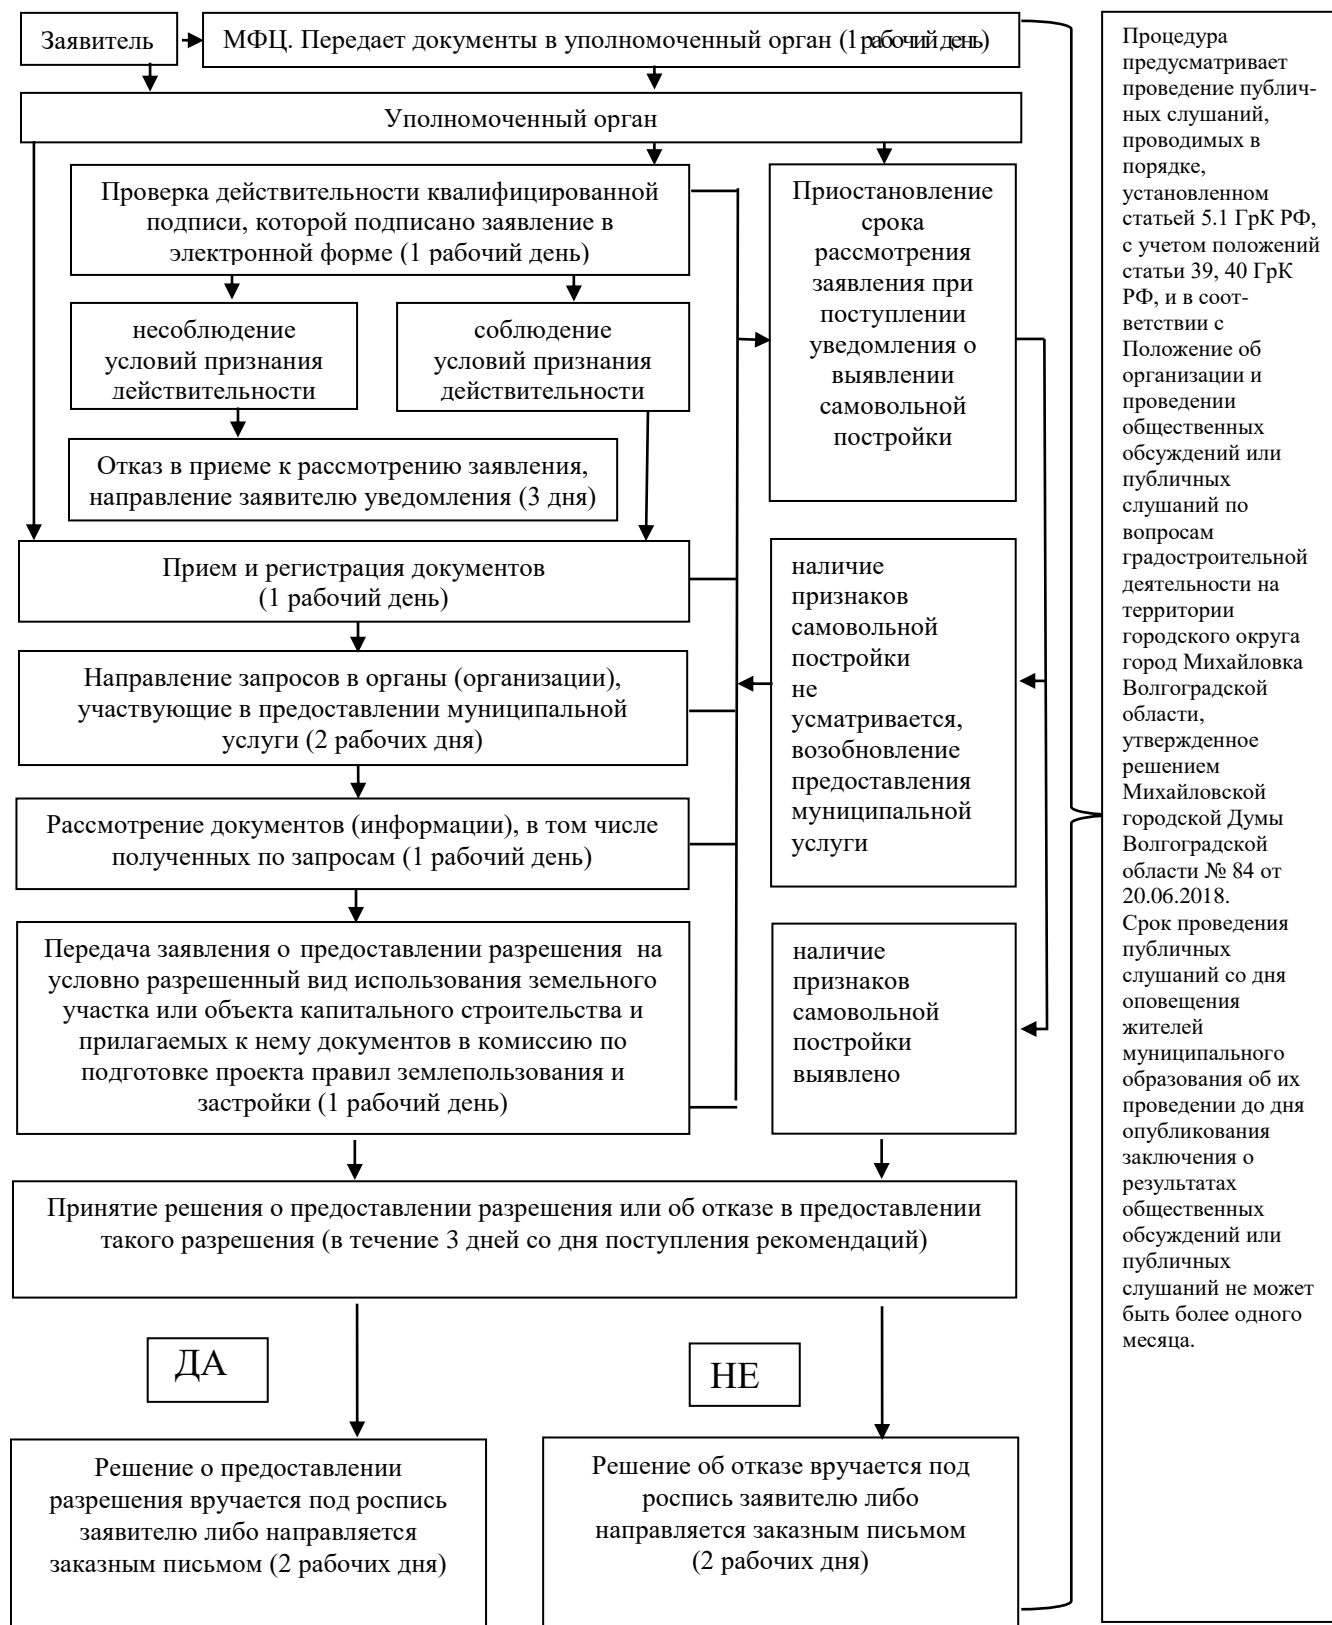 Заявитель
МФЦ. Передает документы в уполномоченный орган (1рабочий день)
Уполномоченный орган
Проверка действительности квалифицированной
подписи, которой подписано заявление в
электронной форме (1 рабочий день)
несоблюдение
условий признания
действительности
соблюдение
условий признания
действительности
Отказ в приеме к рассмотрению заявления,
направление заявителю уведомления (3 дня)
Приостановление
срока
рассмотрения
заявления при
поступлении
уведомления о
выявлении
самовольной
постройки
Прием и регистрация документов
(1 рабочий день)
Направление запросов в органы (организации),
участвующие в предоставлении муниципальной
услуги (2 рабочих дня)
Рассмотрение документов (информации), в том числе
полученных по запросам (1 рабочий день)
Передача заявления о предоставлении разрешения на
условно разрешенный вид использования земельного
участка или объекта капитального строительства и
прилагаемых к нему документов в комиссию по
подготовке проекта правил землепользования и
застройки (1 рабочий день)
наличие
признаков
самовольной
постройки
не
усматривается,
возобновление
предоставления
муниципальной
услуги
наличие
признаков
самовольной
постройки
выявлено
Принятие решения о предоставлении разрешения или об отказе в предоставлении
такого разрешения (в течение 3 дней со дня поступления рекомендаций)
ДА
НЕ
Решение о предоставлении
разрешения вручается под роспись
заявителю либо направляется
заказным письмом (2 рабочих дня)
Решение об отказе вручается под
роспись заявителю либо
направляется заказным письмом
(2 рабочих дня)
Процедура
предусматривает
проведение публич-
ных слушаний,
проводимых в
порядке,
установленном
статьей 5.1 ГрК РФ,
с учетом положений
статьи 39, 40 ГрК
РФ, и в соот-
ветствии с
Положение об
организации и
проведении
общественных
обсуждений или
публичных
слушаний по
вопросам
градостроительной
деятельности на
территории
городского округа
город Михайловка
Волгоградской
области,
утвержденное
решением
Михайловской
городской Думы
Волгоградской
области № 84 от
20.06.2018.
Срок проведения
публичных
слушаний со дня
оповещения
жителей
муниципального
образования об их
проведении до дня
опубликования
заключения о
результатах
общественных
обсуждений или
публичных
слушаний не может
быть более одного
месяца.